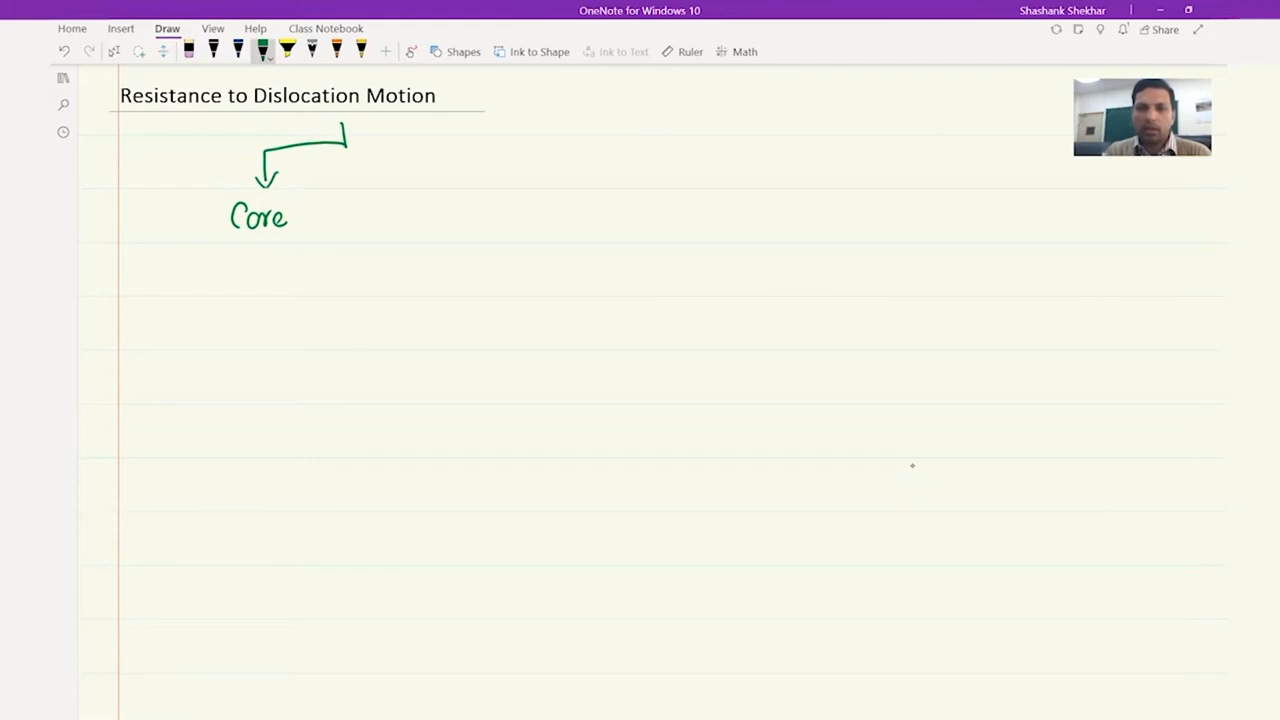 OneNote for Windows 10
Shashank Shekhar
Home Insert Draw View Help Class Notebook
Share
Shapes Ink to Shape Ink to Text Ruler Math
Resistance to Dislocation Motion
Core